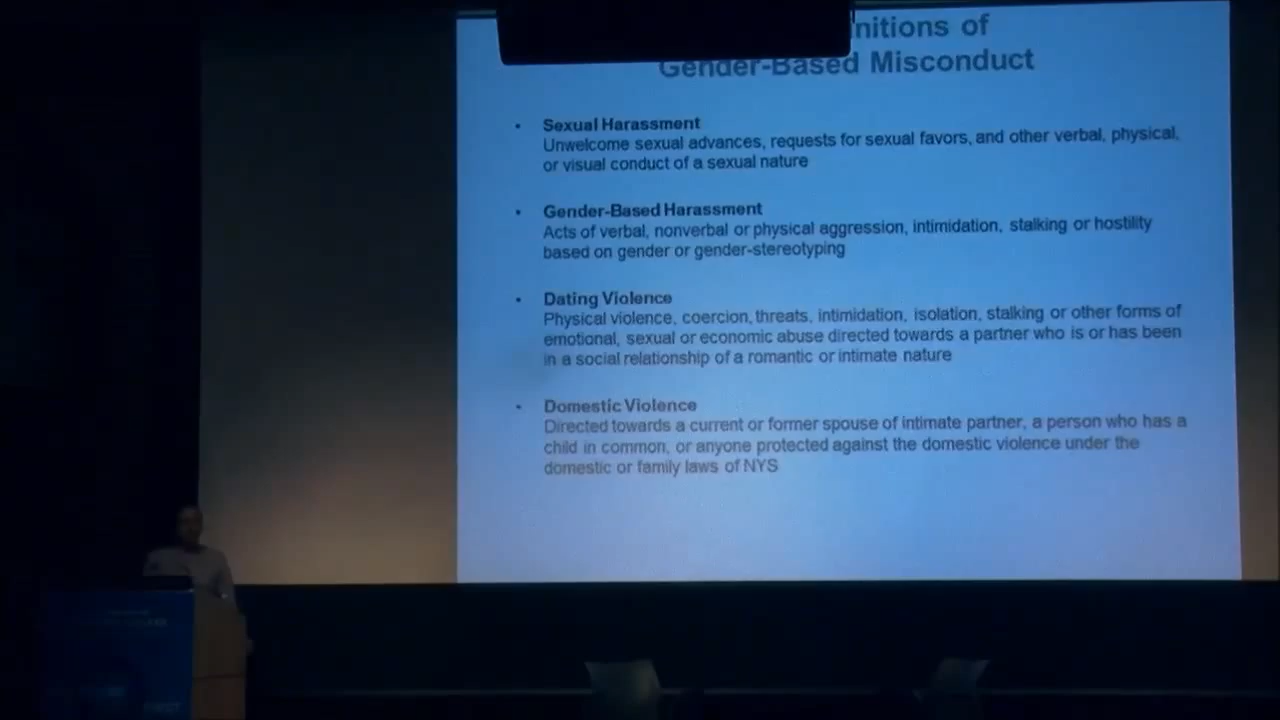 nitions of
Gender-Based Misconduct
• Sexual Harassment
Unwelcome sexual advances, requests for sexual favors, and other verbal, physical,
or visual conduct of a sexual nature
• Gender-Based Harassment
Acts of verbal, nonverbal or physical aggression, intimidation, stalking or hostility
based on gender or gender-stereotyping
• Dating Violence
Physical violence, coercion, threats, intimidation, isolation, stalking or other forms of
emotional, sexual or economic abuse directed towards a partner who is or has been
in a social relationship of a romantic or intimate nature
• Domestic Violence
Directed towards a current or former spouse of intimate partner, a person who has a
child in common, or anyone protected against the domestic violence under the
domestic or family laws of NYS